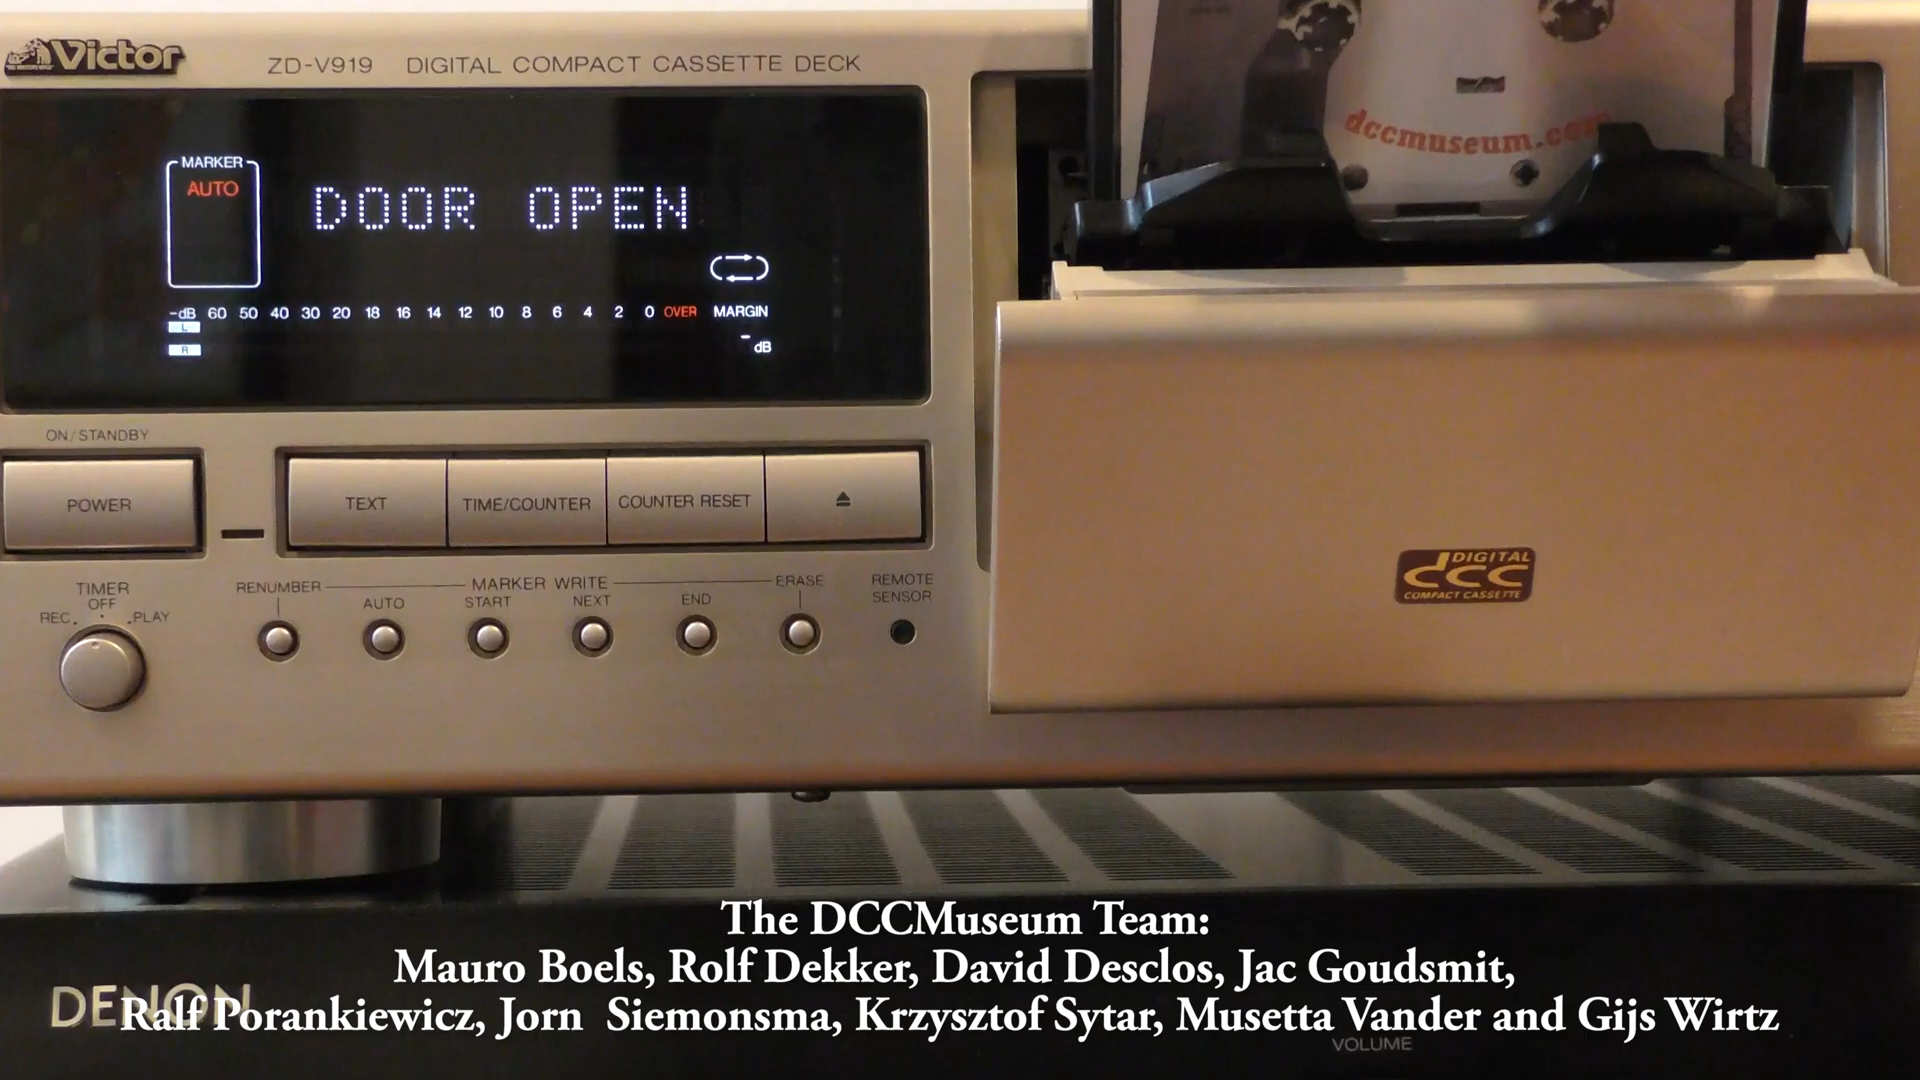 Victor
ZD-V919 DIGITAL COMPACT CASSETTE DECK
dccmuseum.com
MARKER
AUTO
DOOR OPEN
-dB 60 50 40 30 20 18 16 14 12 10 8 6 4 2 0 OVER MARGIN
L
R
- dB
ON/STANDBY
POWER
TEXT
TIME/COUNTER
COUNTER RESET
DIGITAL
dcc
COMPACT CASSETTE
TIMER
OFF
REC. .PLAY
RENUMBER
MARKER WRITE
ERASE
AUTO
START
NEXT
END
REMOTE
SENSOR
The DCCMuseum Team:
Mauro Boels, Rolf Dekker, David Desclos, Jac Goudsmit,
DENON
Ralf Porankiewicz, Jorn Siemonsma, Krzysztof Sytar, Musetta Vander and Gijs Wirtz
VOLUME